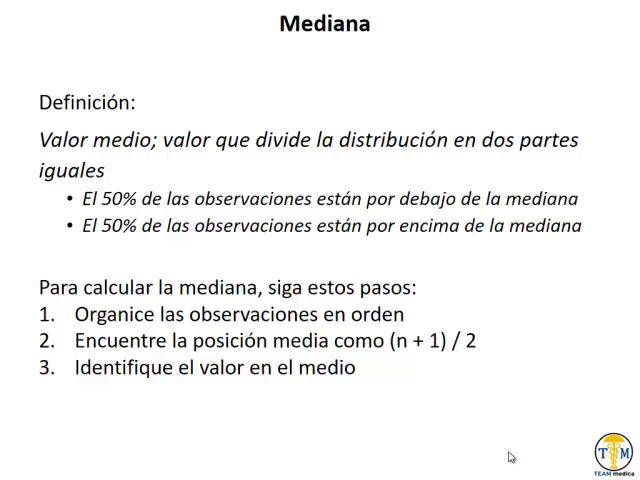 Mediana
Definición:
Valor medio; valor que divide la distribución en dos partes
iguales
• El 50% de las observaciones están por debajo de la mediana
• El 50% de las observaciones están por encima de la mediana
Para calcular la mediana, siga estos pasos:
1. Organice las observaciones en orden
2. Encuentre la posición media como (n + 1) / 2
3. Identifique el valor en el medio
T M
TEAM medica